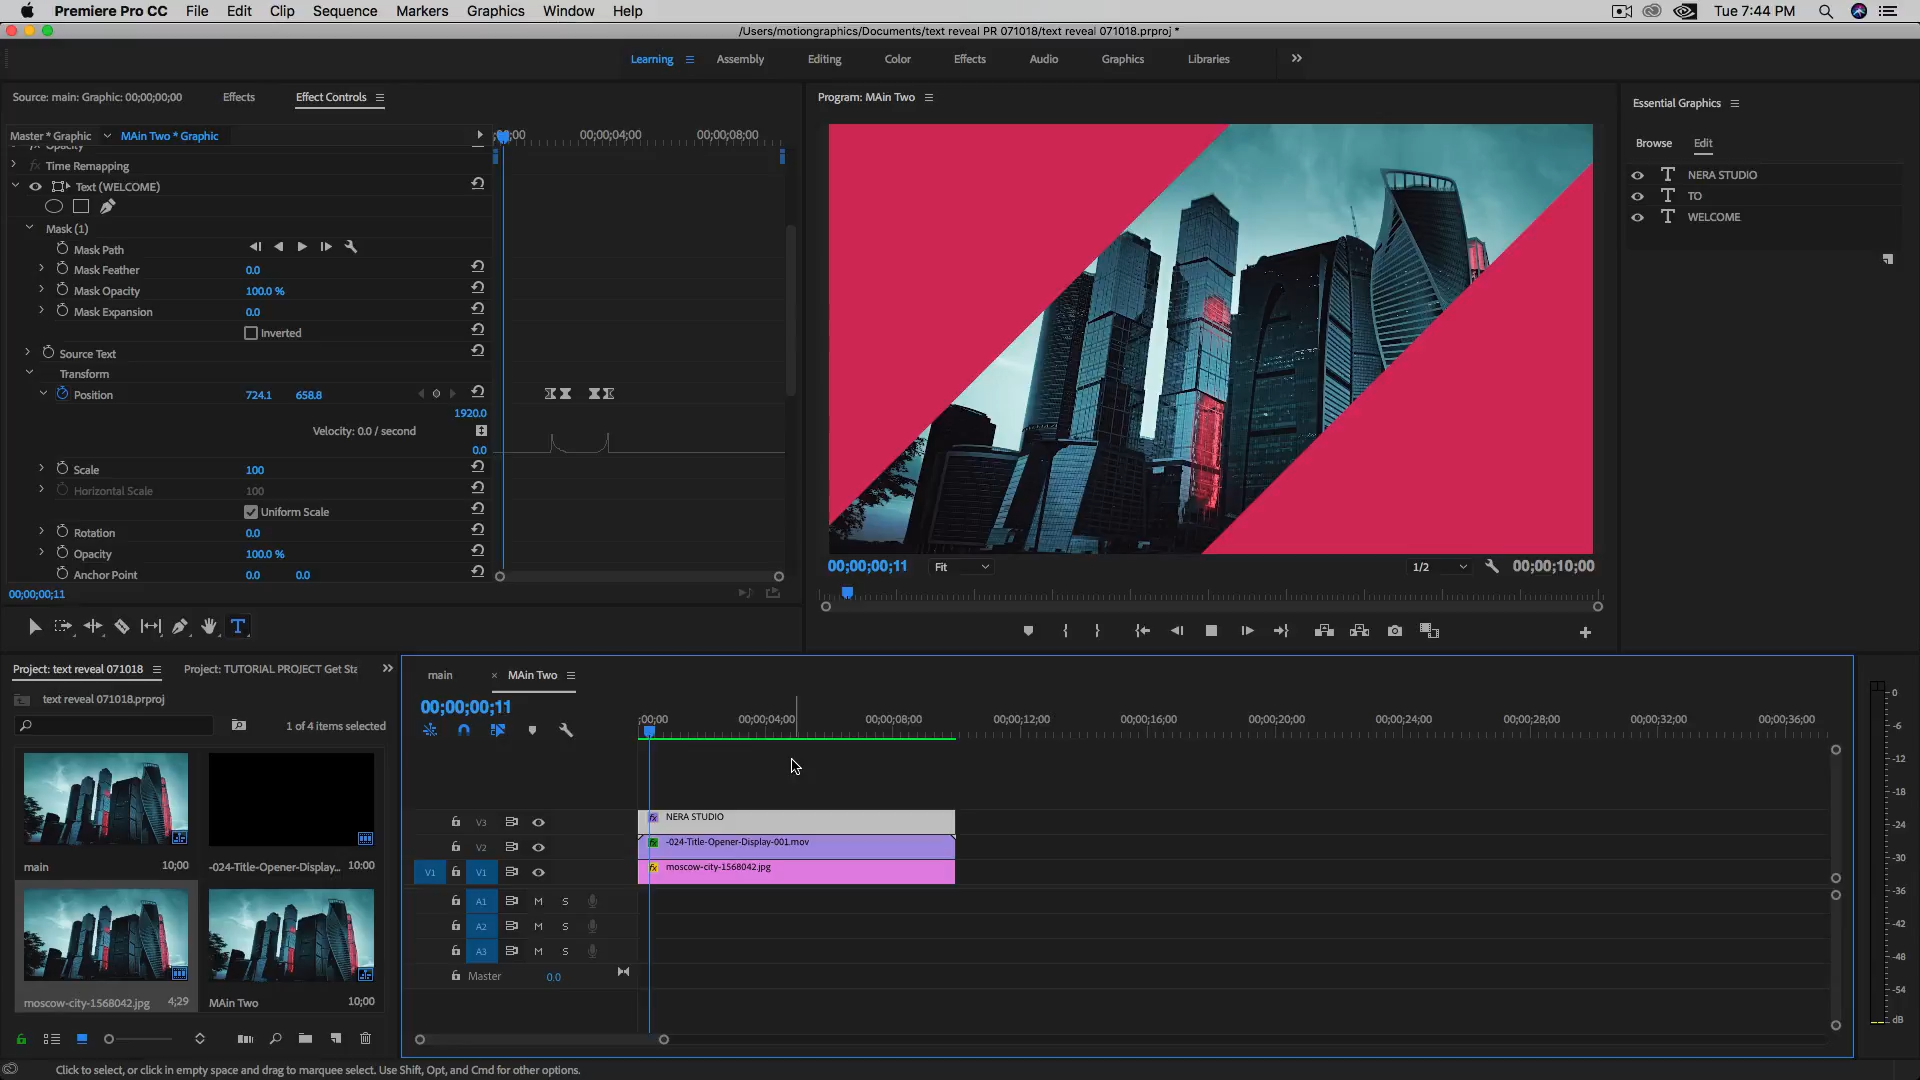 Premiere Pro CC File Edit Clip Sequence Markers Graphics Window Help Tue 7:44 PM
/Users/motiongraphics/Documents/text reveal PR 071018/text reveal 071018.prproj *
Learning Assembly Editing Color Effects Audio Graphics Libraries
Source: main: Graphic: 00;00;00;00 Effects Effect Controls
Master * Graphic MAin Two * Graphic
00;00;04;00 00;00;08;00
Opacity
Time Remapping
Text (WELCOME)
Mask (1)
Mask Path
Mask Feather 0.0
Mask Opacity 100.0 %
Mask Expansion 0.0
Inverted
Source Text
Transform
Position 724.1 658.8
1920.0
Velocity: 0.0 / second
0.0
Scale 100
Horizontal Scale 100
Uniform Scale
Rotation 0.0
Opacity 100.0 %
Anchor Point 0.0 0.0
00;00;00;11
Program: MAin Two
00;00;00;11 Fit 1/2 00;00;10;00
Essential Graphics
Browse Edit
NERA STUDIO
TO
WELCOME
Project: text reveal 071018 Project: TUTORIAL PROJECT Get Sta
text reveal 071018.prproj
1 of 4 items selected
main 10;00
-024-Title-Opener-Display... 10:00
moscow-city-1568042.jpg 4;29
MAin Two 10;00
main × MAin Two
00;00;00;11
;00;00 00;00;04;00 00;00;08;00 00;00;12;00 00;00;16;00 00;00;20;00 00;00;24;00 00;00;28;00 00;00;32;00 00;00;36;00
V3 fx NERA STUDIO
V2 fx -024-Title-Opener-Display-001.mov
V1 V1 fx moscow-city-1568042.jpg
A1 M S
A2 M S
A3 M S
Master 0.0
0
-6
-12
-18
-24
-30
-36
-42
-48
-54
dB
Click to select, or click in empty space and drag to marquee select. Use Shift, Opt, and Cmd for other options.